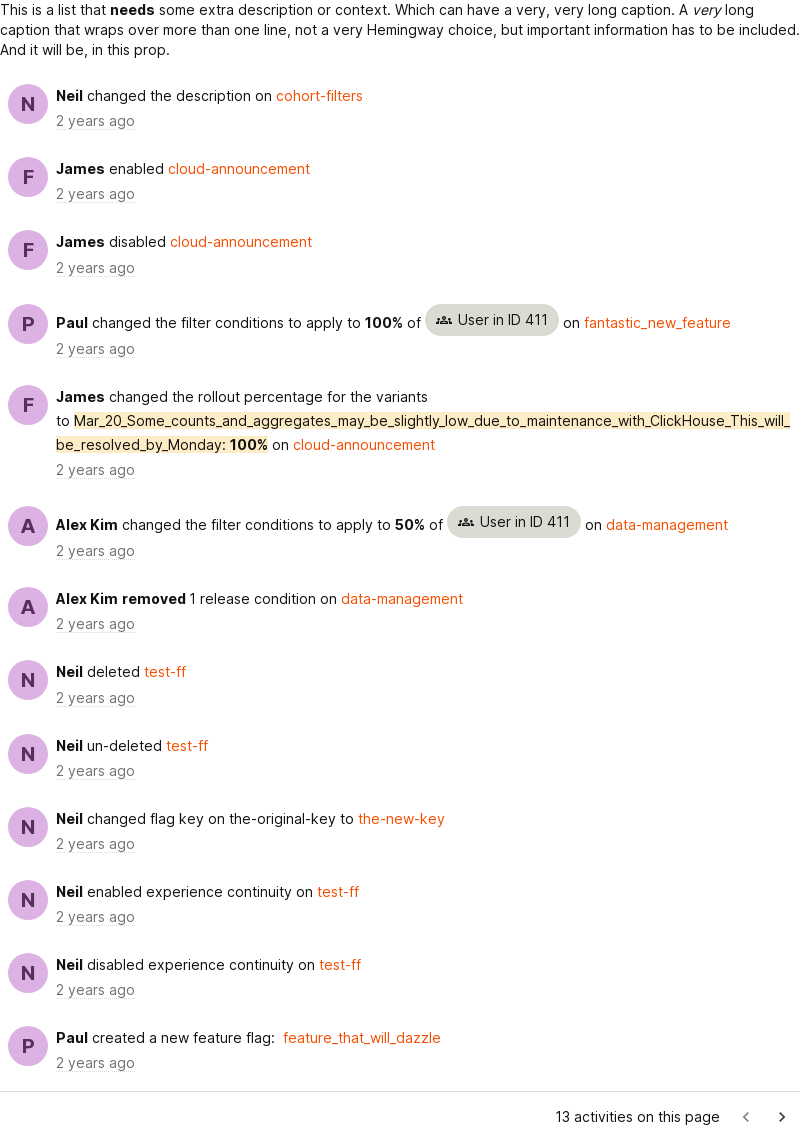 This is a list that needs some extra description or context. Which can have a very, very long caption. A very long
caption that wraps over more than one line, not a very Hemingway choice, but important information has to be included.
And it will be, in this prop.
N
Neil changed the description on cohort-filters
2 years ago
F
James enabled cloud-announcement
2 years ago
F
James disabled cloud-announcement
2 years ago
P
Paul changed the filter conditions to apply to 100% of User in ID 411 on fantastic_new_feature
2 years ago
F
James changed the rollout percentage for the variants
to Mar_20_Some_counts_and_aggregates_may_be_slightly_low_due_to_maintenance_with_ClickHouse_This_will_
be_resolved_by_Monday: 100% on cloud-announcement
2 years ago
A
Alex Kim changed the filter conditions to apply to 50% of User in ID 411 on data-management
2 years ago
A
Alex Kim removed 1 release condition on data-management
2 years ago
N
Neil deleted test-ff
2 years ago
N
Neil un-deleted test-ff
2 years ago
N
Neil changed flag key on the-original-key to the-new-key
2 years ago
N
Neil enabled experience continuity on test-ff
2 years ago
N
Neil disabled experience continuity on test-ff
2 years ago
P
Paul created a new feature flag: feature_that_will_dazzle
2 years ago
13 activities on this page